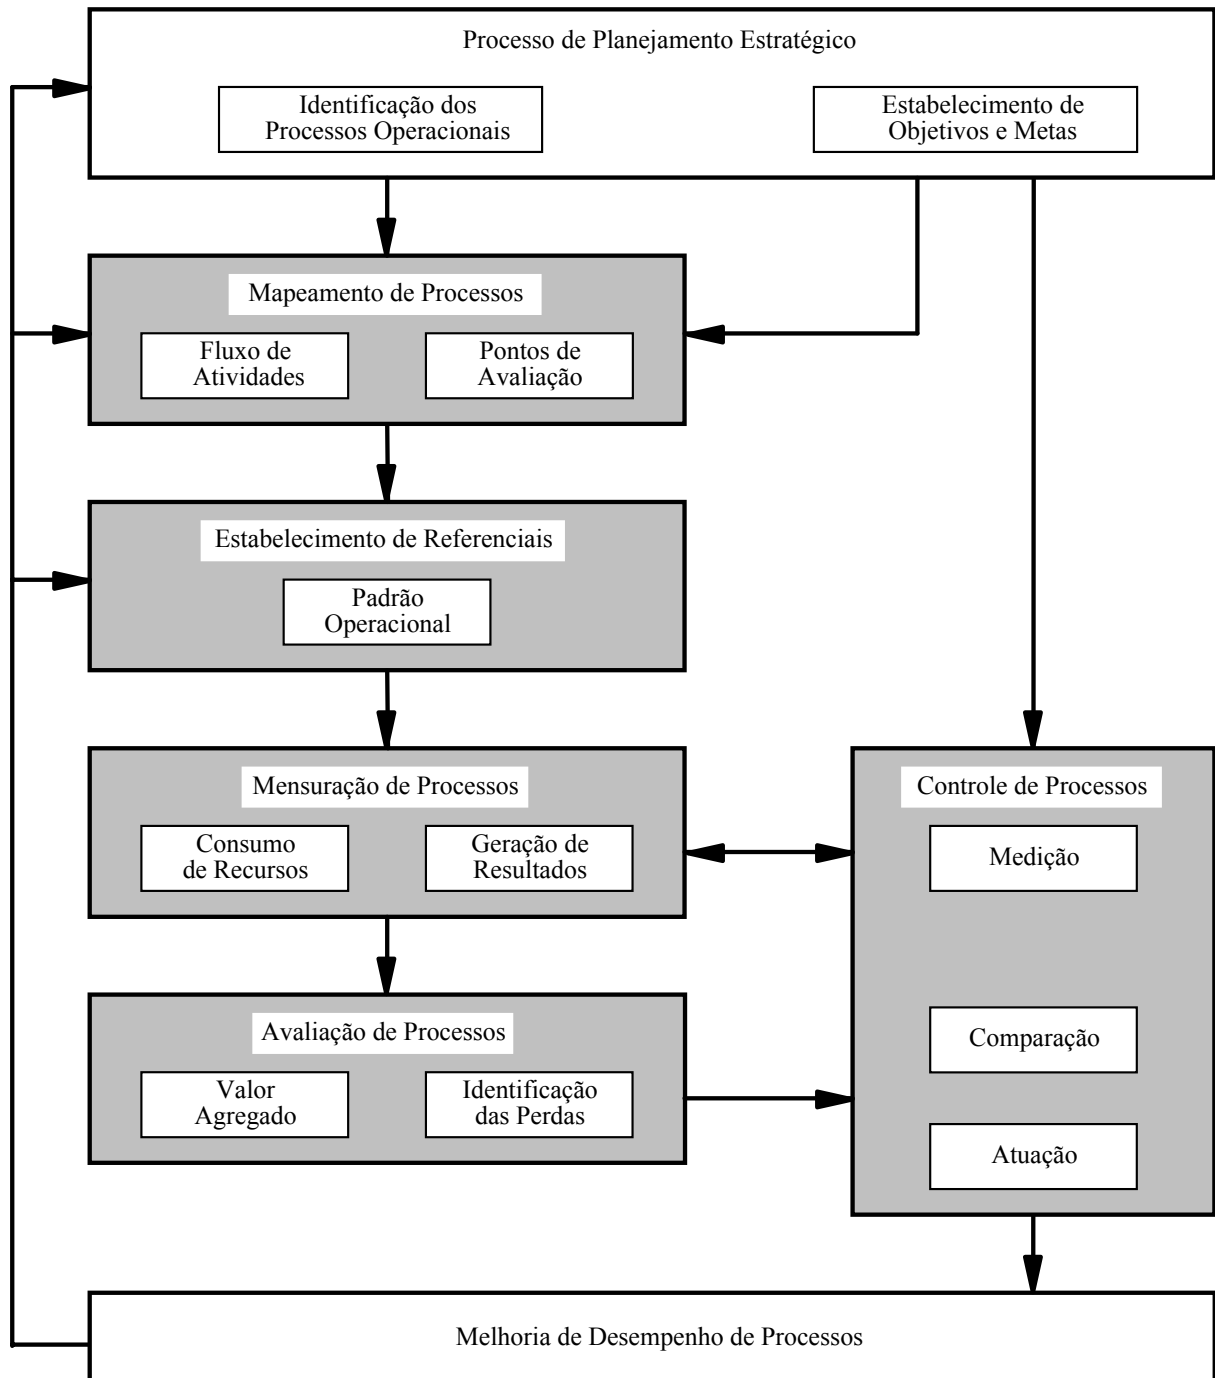 Processo de Planejamento Estratégico
Identificação dos
Processos Operacionais
Estabelecimento de
Objetivos e Metas
Mapeamento de Processos
Fluxo de
Atividades
Pontos de
Avaliação
Estabelecimento de Referenciais
Padrão
Operacional
Mensuração de Processos
Consumo
de Recursos
Geração de
Resultados
Controle de Processos
Medição
Comparação
Atuação
Avaliação de Processos
Valor
Agregado
Identificação
das Perdas
Melhoria de Desempenho de Processos